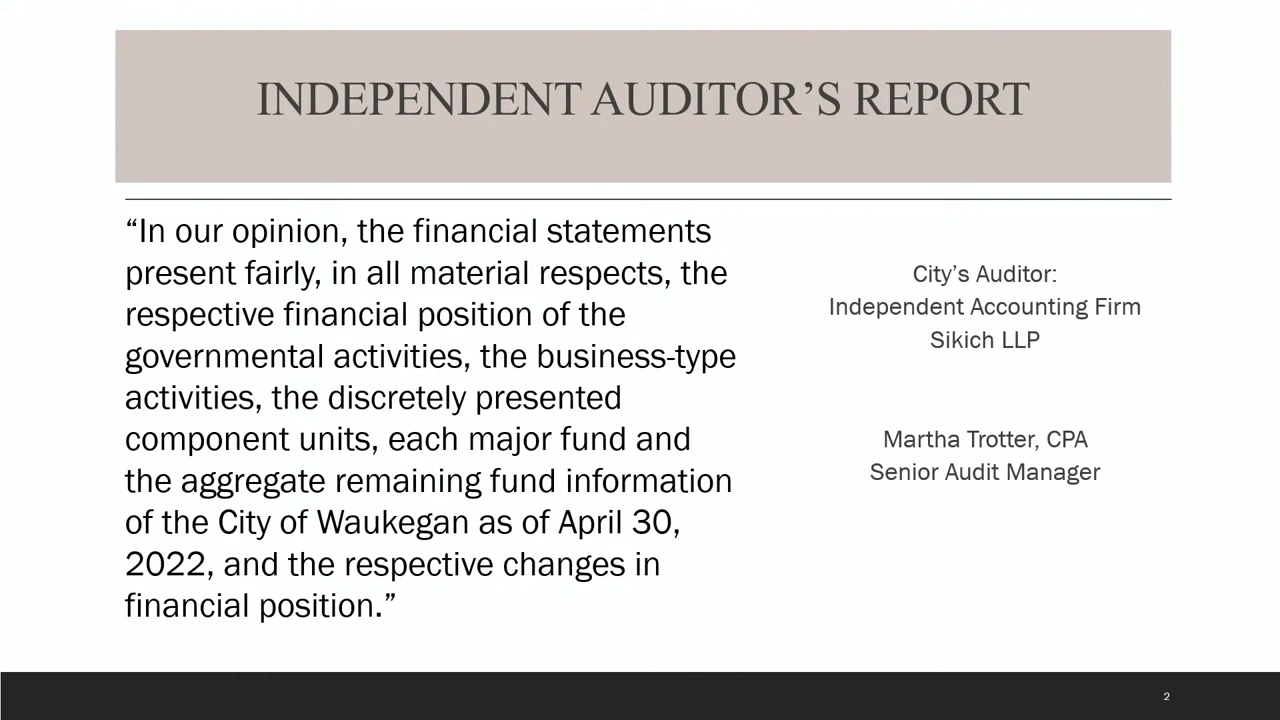 INDEPENDENT AUDITOR’S REPORT
“In our opinion, the financial statements
present fairly, in all material respects, the
respective financial position of the
governmental activities, the business-type
activities, the discretely presented
component units, each major fund and
the aggregate remaining fund information
of the City of Waukegan as of April 30,
2022, and the respective changes in
financial position.”
City’s Auditor:
Independent Accounting Firm
Sikich LLP
Martha Trotter, CPA
Senior Audit Manager
2